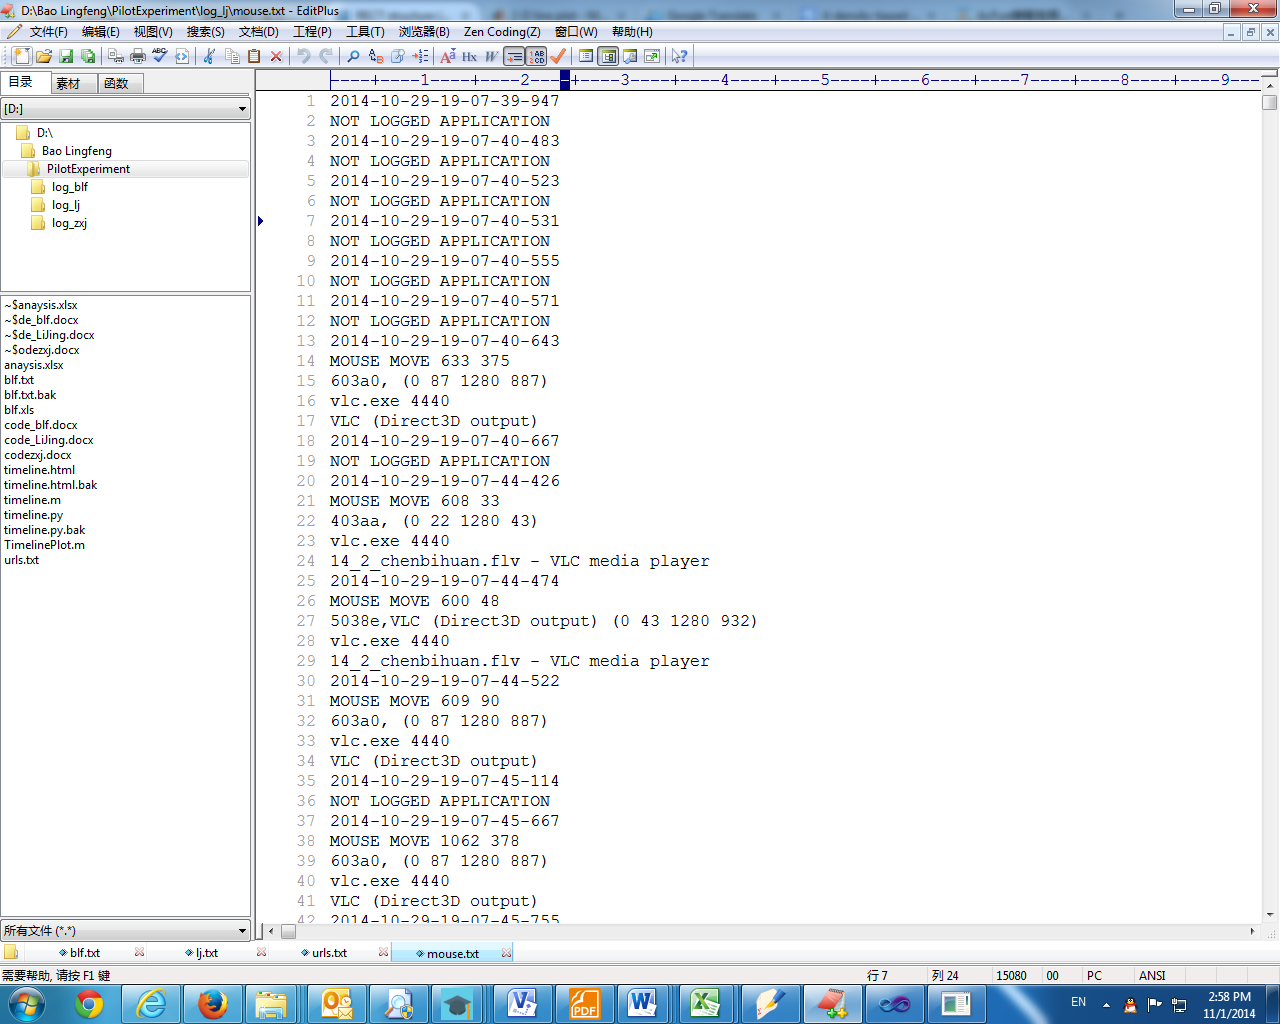 D:\Bao Lingfeng\PilotExperiment\log_lj\mouse.txt - EditPlus
文件(F) 编辑(E) 视图(V) 搜索(S) 文档(D) 工程(P) 工具(T) 浏览器(B) Zen Coding(Z) 窗口(W) 帮助(H)
目录 素材 函数
[D:]
D:\
Bao Lingfeng
PilotExperiment
log_blf
log_lj
log_zxj
~$anaysis.xlsx
~$de_blf.docx
~$de_LiJing.docx
~$odezxj.docx
anaysis.xlsx
blf.txt
blf.txt.bak
blf.xls
code_blf.docx
code_LiJing.docx
codezxj.docx
timeline.html
timeline.html.bak
timeline.m
timeline.py
timeline.py.bak
TimelinePlot.m
urls.txt
所有文件 (*.*)
----+----1----+----2----+----3----+----4----+----5----+----6----+----7----+----8----+----9---
1 2014-10-29-19-07-39-947
2 NOT LOGGED APPLICATION
3 2014-10-29-19-07-40-483
4 NOT LOGGED APPLICATION
5 2014-10-29-19-07-40-523
6 NOT LOGGED APPLICATION
7 2014-10-29-19-07-40-531
8 NOT LOGGED APPLICATION
9 2014-10-29-19-07-40-555
10 NOT LOGGED APPLICATION
11 2014-10-29-19-07-40-571
12 NOT LOGGED APPLICATION
13 2014-10-29-19-07-40-643
14 MOUSE MOVE 633 375
15 603a0, (0 87 1280 887)
16 vlc.exe 4440
17 VLC (Direct3D output)
18 2014-10-29-19-07-40-667
19 NOT LOGGED APPLICATION
20 2014-10-29-19-07-44-426
21 MOUSE MOVE 608 33
22 403aa, (0 22 1280 43)
23 vlc.exe 4440
24 14_2_chenbihuan.flv - VLC media player
25 2014-10-29-19-07-44-474
26 MOUSE MOVE 600 48
27 5038e,VLC (Direct3D output) (0 43 1280 932)
28 vlc.exe 4440
29 14_2_chenbihuan.flv - VLC media player
30 2014-10-29-19-07-44-522
31 MOUSE MOVE 609 90
32 603a0, (0 87 1280 887)
33 vlc.exe 4440
34 VLC (Direct3D output)
35 2014-10-29-19-07-45-114
36 NOT LOGGED APPLICATION
37 2014-10-29-19-07-45-667
38 MOUSE MOVE 1062 378
39 603a0, (0 87 1280 887)
40 vlc.exe 4440
41 VLC (Direct3D output)
42 2014-10-29-19-07-45-755
blf.txt lj.txt urls.txt mouse.txt
需要帮助, 请按 F1 键 行 7 列 24 15080 00 PC ANSI
EN 2:58 PM
11/1/2014